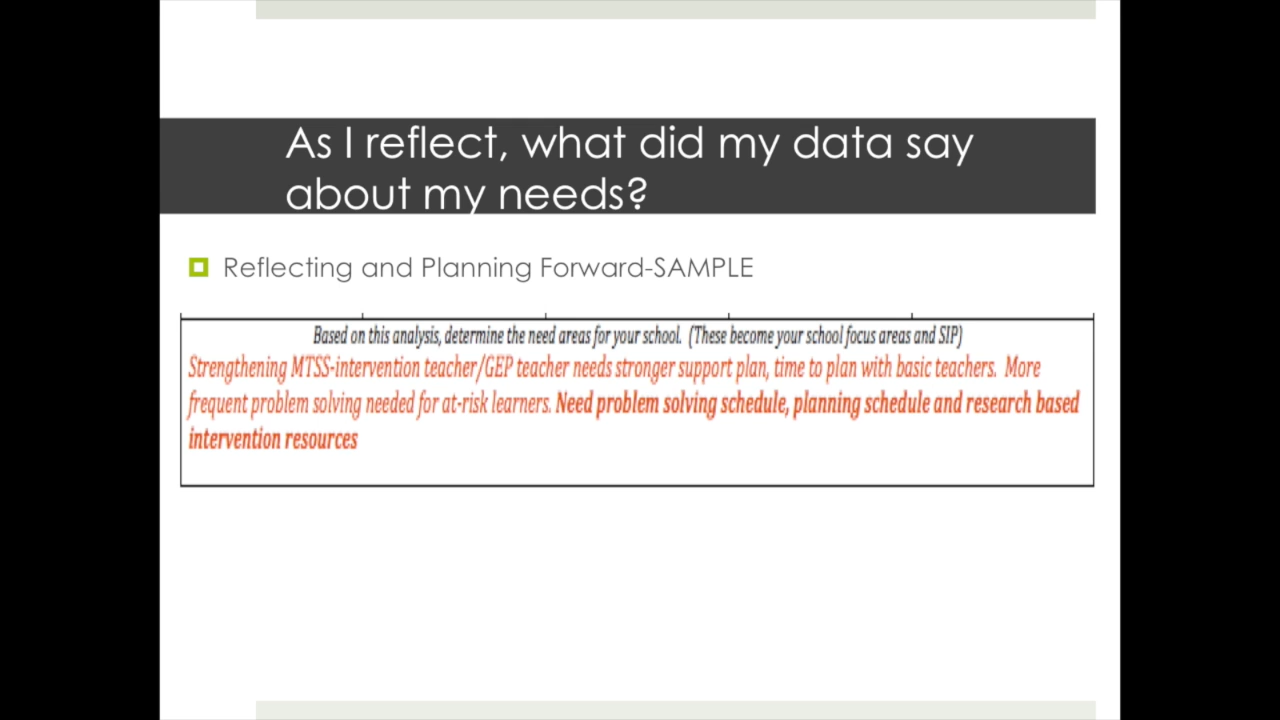 As I reflect, what did my data say
about my needs?
Reflecting and Planning Forward-SAMPLE
Based on this analysis, determine the need areas for your school. (These become your school focus areas and SIP)
Strengthening MTSS-intervention teacher/GEP teacher needs stronger support plan, time to plan with basic teachers. More
frequent problem solving needed for at-risk learners. Need problem solving schedule, planning schedule and research based
intervention resources